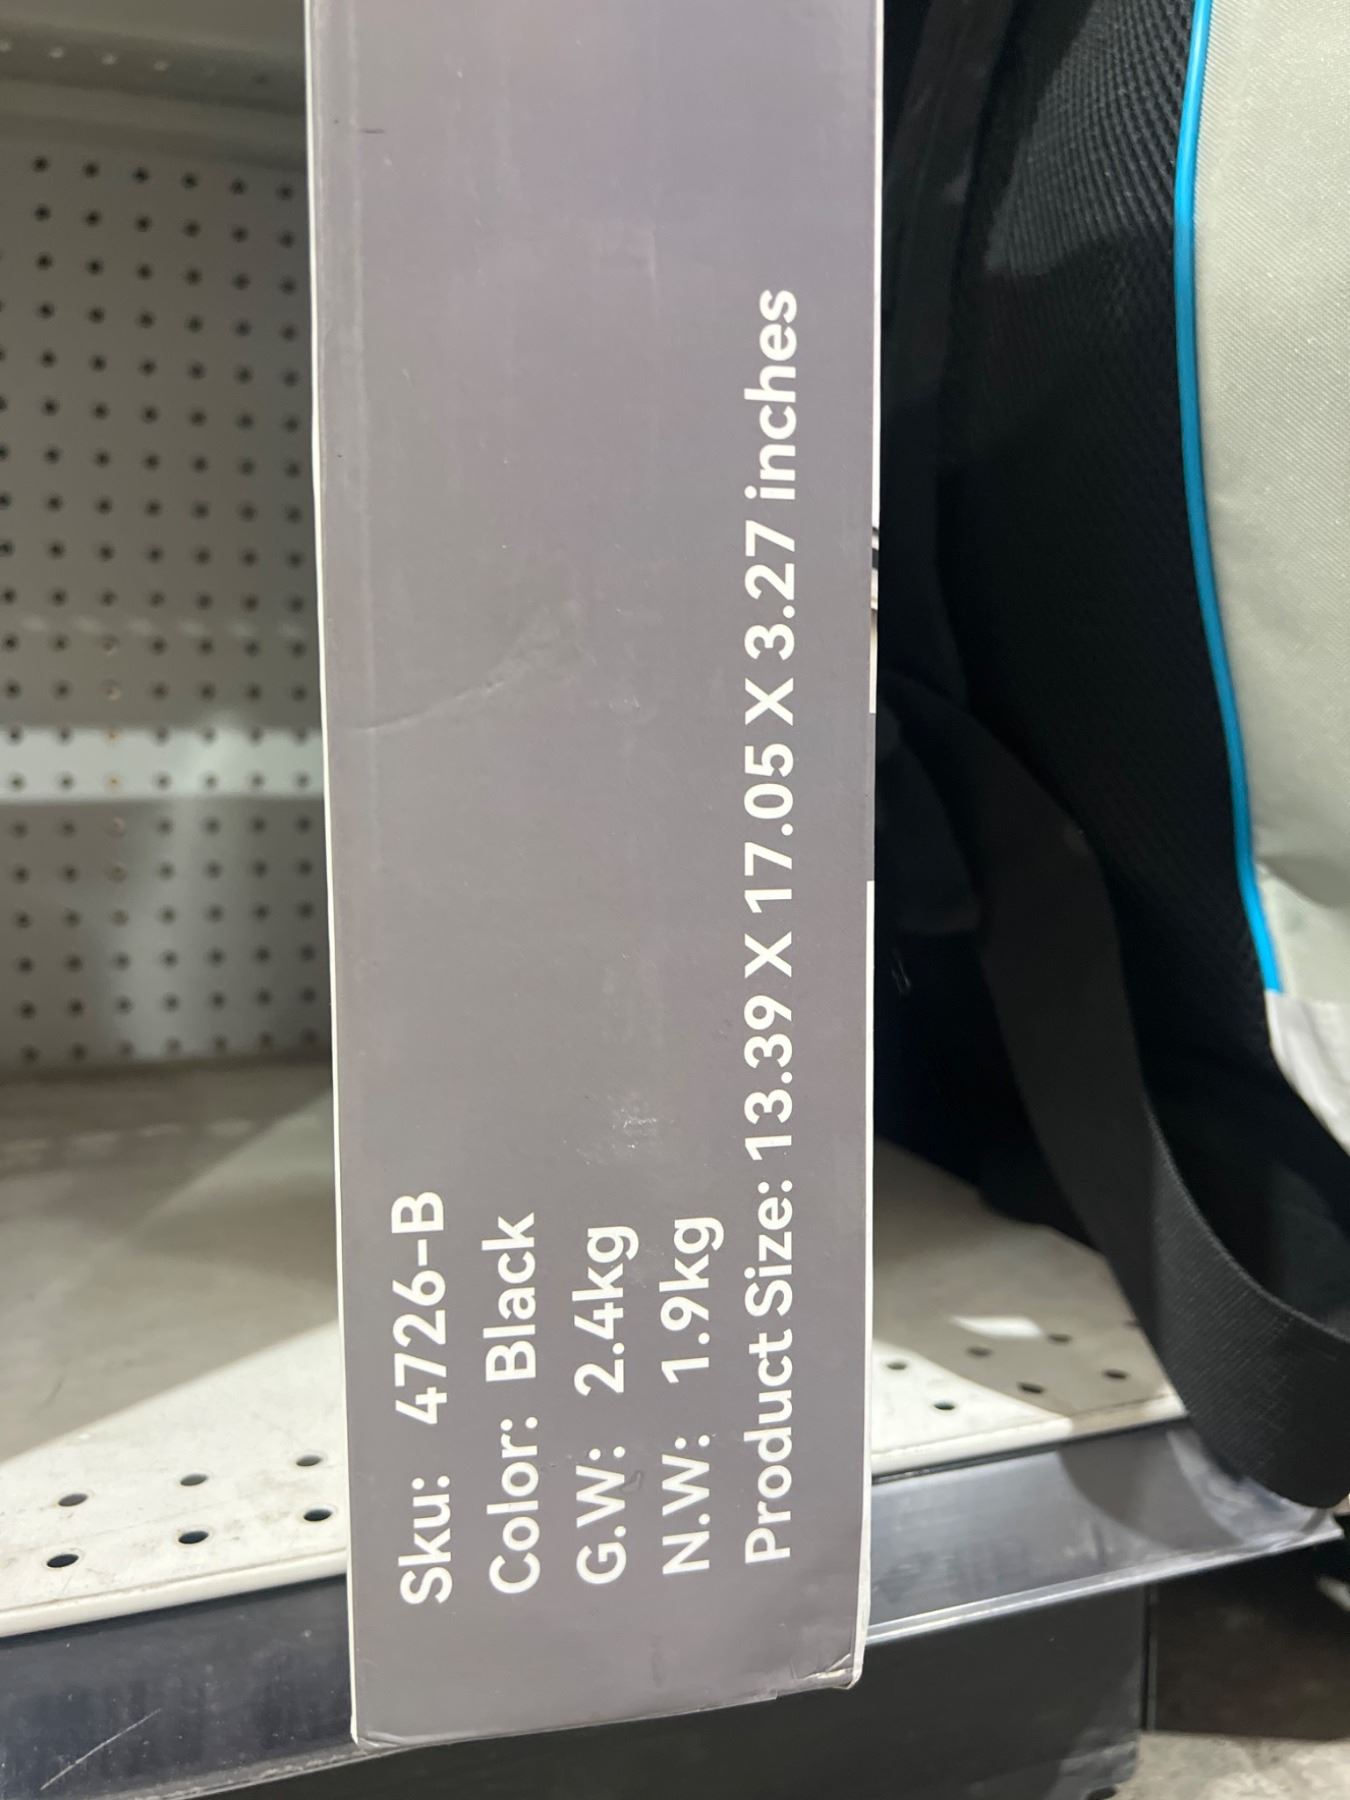 Sku: 4726-B
Color: Black
G.W: 2.4kg
N.W: 1.9kg
Product Size: 13.39 X 17.05 X 3.27 inches